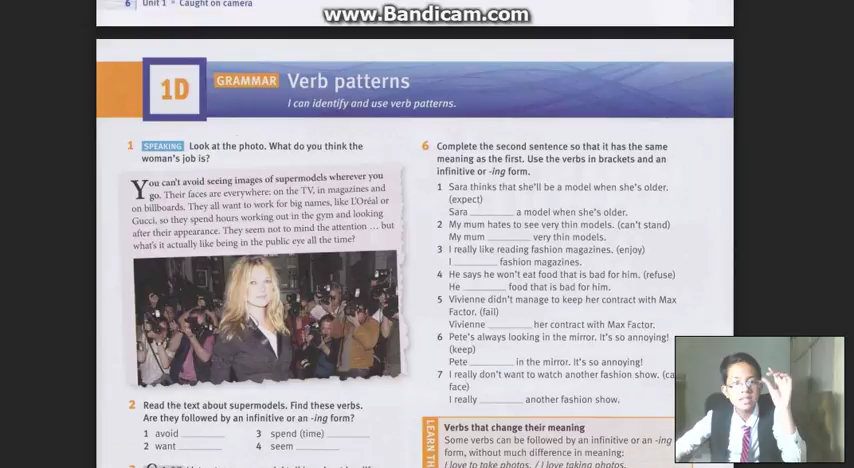 6 Unit 1 • Caught on camera
www.Bandicam.com
1D GRAMMAR Verb patterns
I can identify and use verb patterns.
1 SPEAKING Look at the photo. What do you think the
woman's job is?
You can't avoid seeing images of supermodels wherever you
go. Their faces are everywhere: on the TV, in magazines and
on billboards. They all want to work for big names, like L'Oréal or
Gucci, so they spend hours working out in the gym and looking
after their appearance. They seem not to mind the attention ... but
what's it actually like being in the public eye all the time?
2 Read the text about supermodels. Find these verbs.
Are they followed by an infinitive or an -ing form?
1 avoid ________ 3 spend (time) ________
2 want ________ 4 seem ________
6 Complete the second sentence so that it has the same
meaning as the first. Use the verbs in brackets and an
infinitive or -ing form.
1 Sara thinks that she'll be a model when she's older.
(expect)
Sara ________ a model when she's older.
2 My mum hates to see very thin models. (can't stand)
My mum ________ very thin models.
3 I really like reading fashion magazines. (enjoy)
I ________ fashion magazines.
4 He says he won't eat food that is bad for him. (refuse)
He ________ food that is bad for him.
5 Vivienne didn't manage to keep her contract with Max
Factor. (fail)
Vivienne ________ her contract with Max Factor.
6 Pete's always looking in the mirror. It's so annoying!
(keep)
Pete ________ in the mirror. It's so annoying!
7 I really don't want to watch another fashion show. (ca
face)
I really ________ another fashion show.
LEARN TH
Verbs that change their meaning
Some verbs can be followed by an infinitive or an -ing
form, without much difference in meaning:
I love to take photos. / I love taking photos.